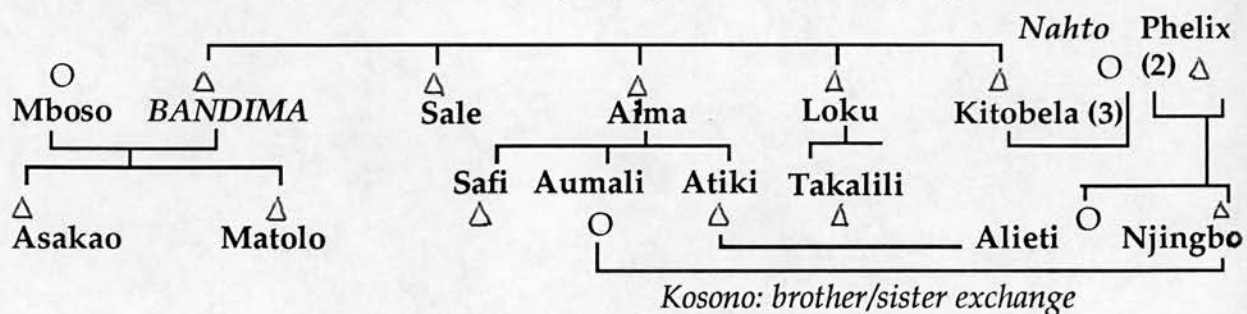 Nahto Phelix
(2)
Mboso BANDIMA Sale Aima Loku Kitobela (3)
Safi Aumali Atiki Takalili
Asakao Matolo Alieti Njingbo
Kosono: brother/sister exchange